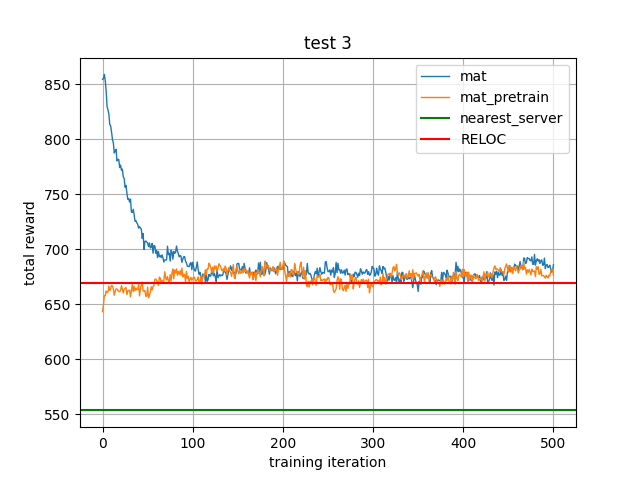 test 3
mat
mat_pretrain
nearest_server
RELOC
total reward
850
800
750
700
650
600
550
0 100 200 300 400 500
training iteration